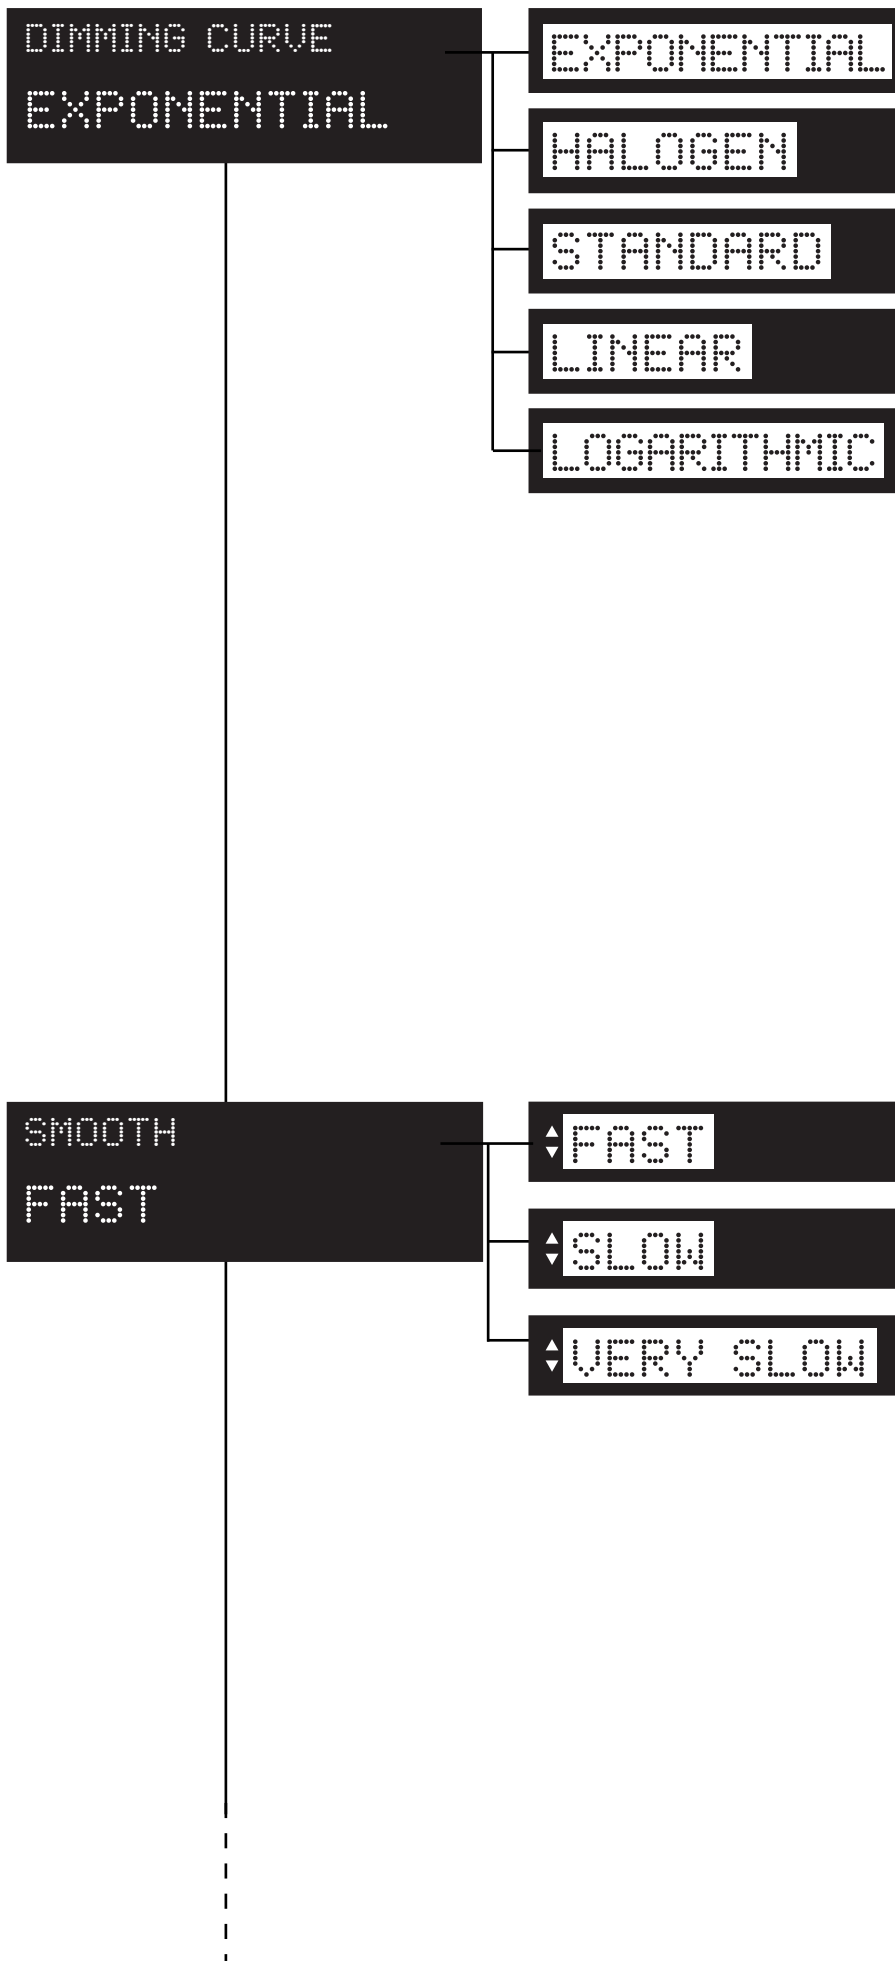 DIMMING CURVE
EXPONENTIAL
EXPONENTIAL
HALOGEN
STANDARD
LINEAR
LOGARITHMIC
SMOOTH
FAST
FAST
SLOW
VERY SLOW